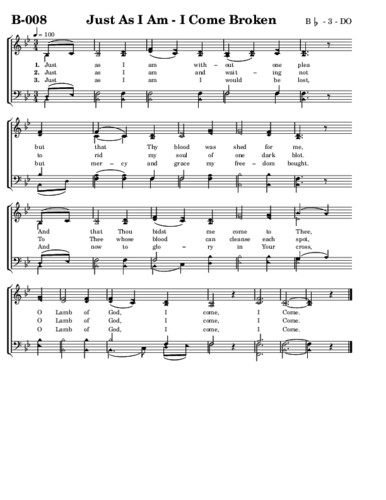 B-008 Just As I Am - I Come Broken B♭ - 3 - DO
♩ = 100
1. Just as I am with- out one plea
2. Just as I am and wait- ing not
3. Just as I am I would be lost,
but that Thy blood was shed for me,
to rid my soul of one dark blot.
but mer- cy and grace my free- dom bought.
And that Thou bidst me come to Thee,
To Thee whose blood can cleanse each spot,
And now to glo- ry in Your cross,
O Lamb of God, I come, I Come.
O Lamb of God, I come, I Come.
O Lamb of God, I come, I Come.